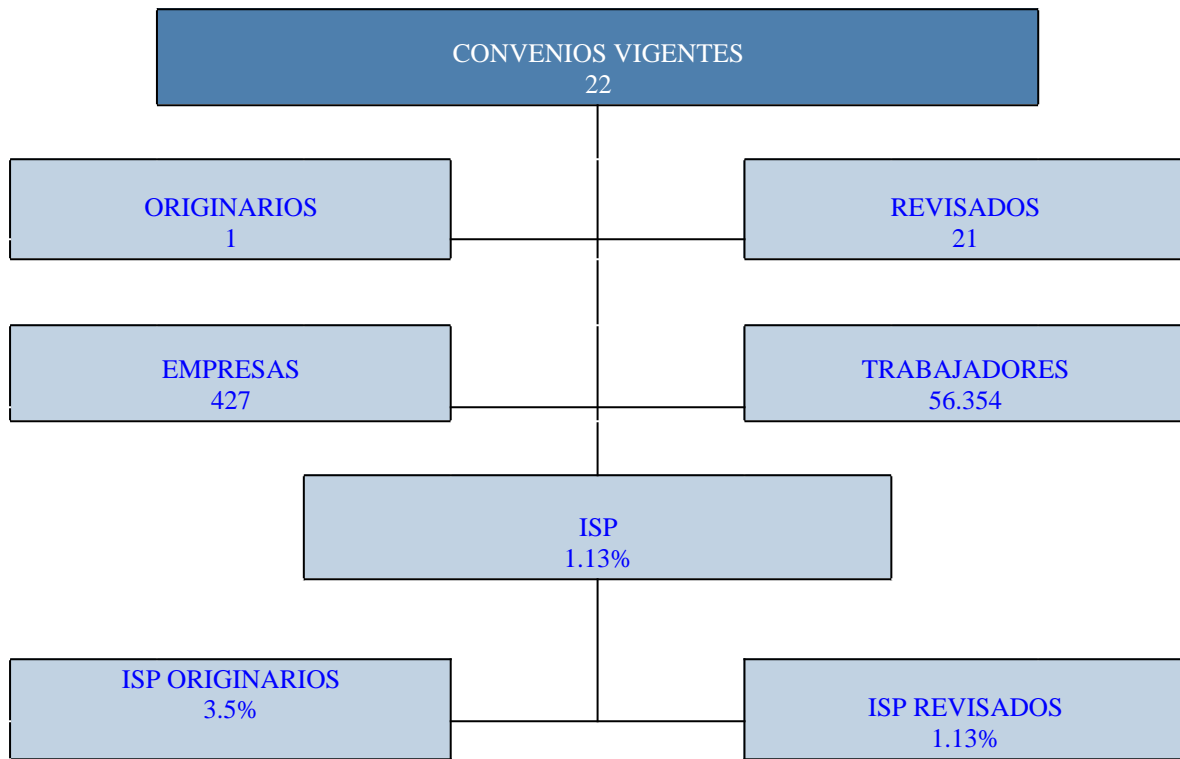 CONVENIOS VIGENTES
22
ORIGINARIOS
1
REVISADOS
21
EMPRESAS
427
TRABAJADORES
56.354
ISP
1.13%
ISP ORIGINARIOS
3.5%
ISP REVISADOS
1.13%